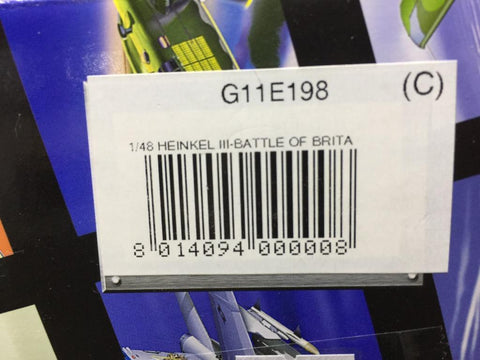 G11E198 (C)
1/48 HEINKEL III-BATTLE OF BRITA
8 014094 000008